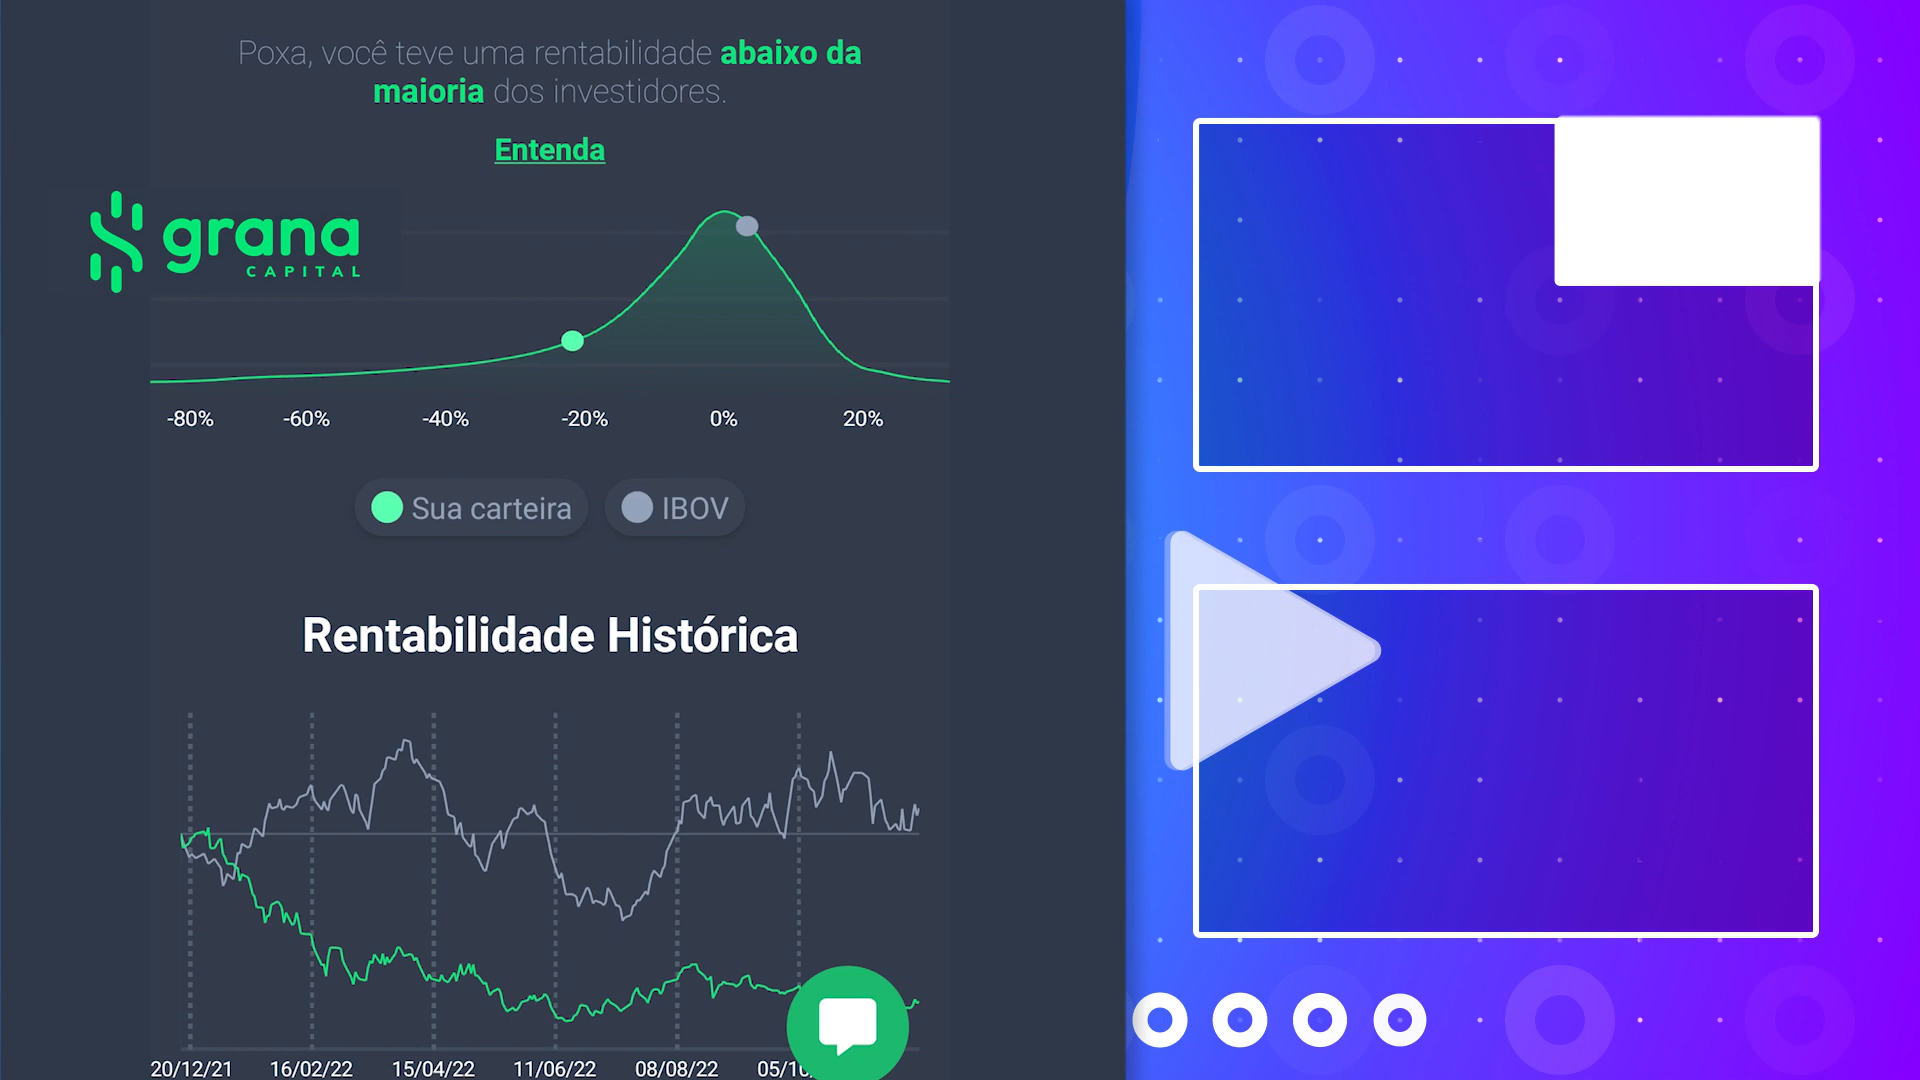 Poxa, você teve uma rentabilidade abaixo da
maioria dos investidores.
Entenda
grana
CAPITAL
-80% -60% -40% -20% 0% 20%
Sua carteira IBOV
Rentabilidade Histórica
20/12/21 16/02/22 15/04/22 11/06/22 08/08/22